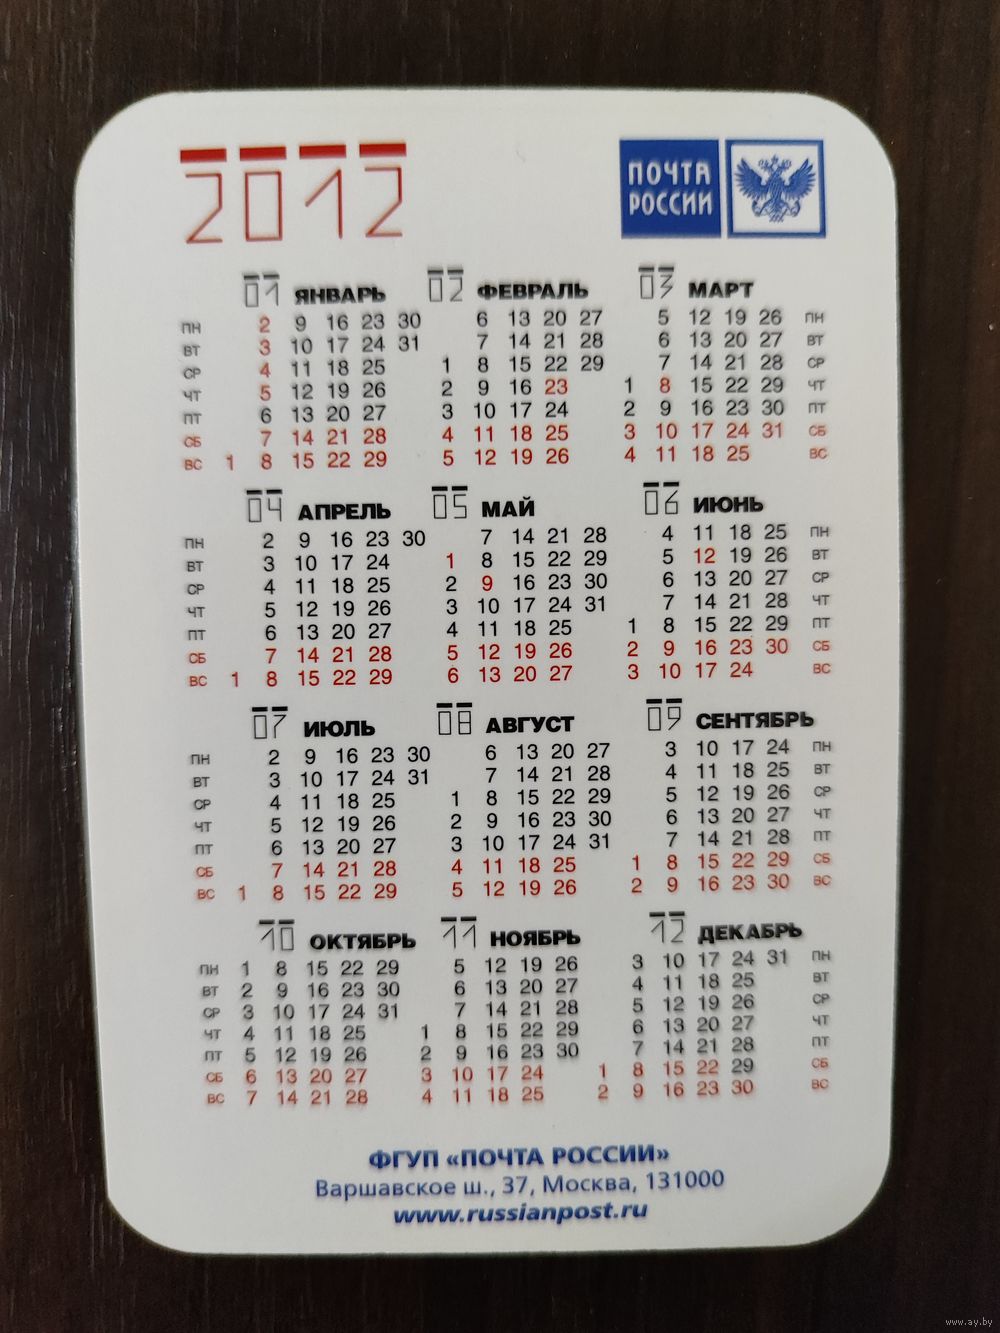 2012
ПОЧТА
РОССИИ
01 ЯНВАРЬ 02 ФЕВРАЛЬ 03 МАРТ
ПН 2 9 16 23 30 6 13 20 27 5 12 19 26 ПН
ВТ 3 10 17 24 31 7 14 21 28 6 13 20 27 ВТ
СР 4 11 18 25 1 8 15 22 29 7 14 21 28 СР
ЧТ 5 12 19 26 2 9 16 23 1 8 15 22 29 ЧТ
ПТ 6 13 20 27 3 10 17 24 2 9 16 23 30 ПТ
СБ 7 14 21 28 4 11 18 25 3 10 17 24 31 СБ
ВС 1 8 15 22 29 5 12 19 26 4 11 18 25 ВС
04 АПРЕЛЬ 05 МАЙ 06 ИЮНЬ
ПН 2 9 16 23 30 7 14 21 28 4 11 18 25 ПН
ВТ 3 10 17 24 1 8 15 22 29 5 12 19 26 ВТ
СР 4 11 18 25 2 9 16 23 30 6 13 20 27 СР
ЧТ 5 12 19 26 3 10 17 24 31 7 14 21 28 ЧТ
ПТ 6 13 20 27 4 11 18 25 1 8 15 22 29 ПТ
СБ 7 14 21 28 5 12 19 26 2 9 16 23 30 СБ
ВС 1 8 15 22 29 6 13 20 27 3 10 17 24 ВС
07 ИЮЛЬ 08 АВГУСТ 09 СЕНТЯБРЬ
ПН 2 9 16 23 30 6 13 20 27 3 10 17 24 ПН
ВТ 3 10 17 24 31 7 14 21 28 4 11 18 25 ВТ
СР 4 11 18 25 1 8 15 22 29 5 12 19 26 СР
ЧТ 5 12 19 26 2 9 16 23 30 6 13 20 27 ЧТ
ПТ 6 13 20 27 3 10 17 24 31 7 14 21 28 ПТ
СБ 7 14 21 28 4 11 18 25 1 8 15 22 29 СБ
ВС 1 8 15 22 29 5 12 19 26 2 9 16 23 30 ВС
10 ОКТЯБРЬ 11 НОЯБРЬ 12 ДЕКАБРЬ
ПН 1 8 15 22 29 5 12 19 26 3 10 17 24 31 ПН
ВТ 2 9 16 23 30 6 13 20 27 4 11 18 25 ВТ
СР 3 10 17 24 31 7 14 21 28 5 12 19 26 СР
ЧТ 4 11 18 25 1 8 15 22 29 6 13 20 27 ЧТ
ПТ 5 12 19 26 2 9 16 23 30 7 14 21 28 ПТ
СБ 6 13 20 27 3 10 17 24 1 8 15 22 29 СБ
ВС 7 14 21 28 4 11 18 25 2 9 16 23 30 ВС
ФГУП «ПОЧТА РОССИИ»
Варшавское ш., 37, Москва, 131000
www.russianpost.ru
www.ay.by